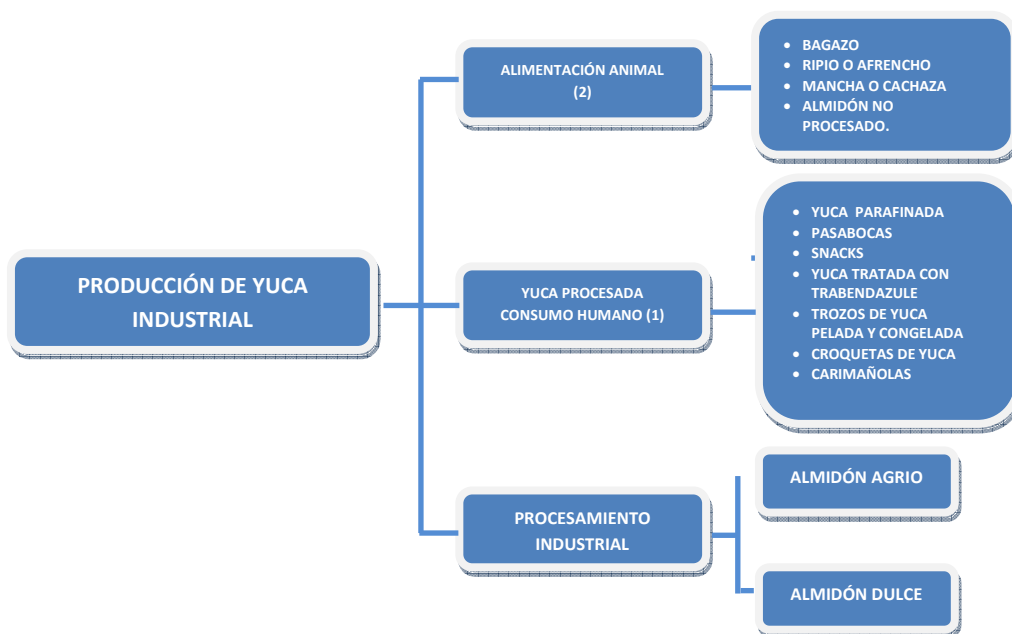 PRODUCCIÓN DE YUCA
INDUSTRIAL
ALIMENTACIÓN ANIMAL
(2)
• BAGAZO
• RIPIO O AFRENCHO
• MANCHA O CACHAZA
• ALMIDÓN NO
PROCESADO.
YUCA PROCESADA
CONSUMO HUMANO (1)
• YUCA PARAFINADA
• PASABOCAS
• SNACKS
• YUCA TRATADA CON
TRABENDAZULE
• TROZOS DE YUCA
PELADA Y CONGELADA
• CROQUETAS DE YUCA
• CARIMAÑOLAS
PROCESAMIENTO
INDUSTRIAL
ALMIDÓN AGRIO
ALMIDÓN DULCE